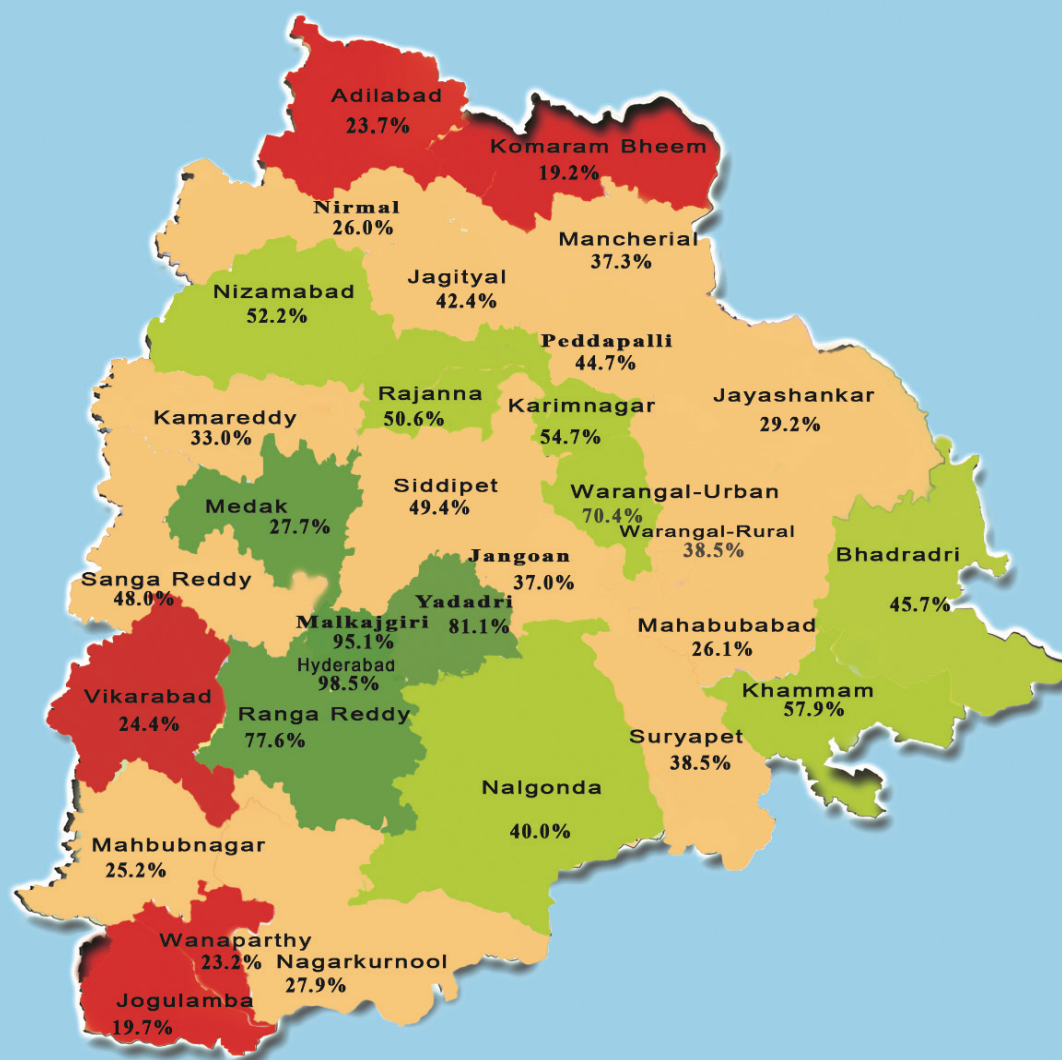 Adilabad
23.7%
Komaram Bheem
19.2%
Nirmal
26.0%
Mancherial
37.3%
Jagityal
42.4%
Nizamabad
52.2%
Peddapalli
44.7%
Rajanna
50.6%
Karimnagar
54.7%
Jayashankar
29.2%
Kamareddy
33.0%
Siddipet
49.4%
Warangal-Urban
70.4%
Medak
27.7%
Warangal-Rural
38.5%
Bhadradri
45.7%
Jangoan
37.0%
Sanga Reddy
48.0%
Yadadri
81.1%
Malkajgiri
95.1%
Mahabubabad
26.1%
Hyderabad
98.5%
Vikarabad
24.4%
Khammam
57.9%
Ranga Reddy
77.6%
Suryapet
38.5%
Nalgonda
40.0%
Mahbubnagar
25.2%
Wanaparthy
23.2%
Nagarkurnool
27.9%
Jogulamba
19.7%